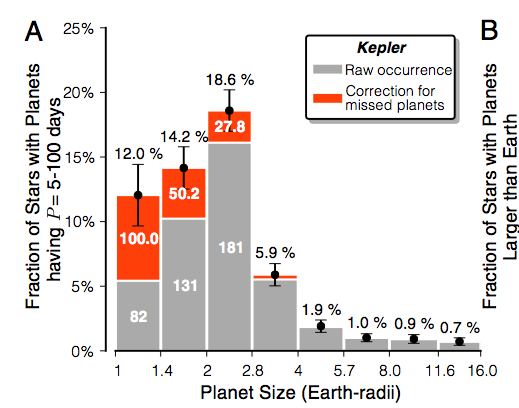 A
B
25%
20%
15%
10%
5%
0%
Fraction of Stars with Planets
having P = 5-100 days
Kepler
Raw occurrence
Correction for
missed planets
12.0 %
14.2 %
18.6 %
5.9 %
1.9 %
1.0 %
0.9 %
0.7 %
100.0
50.2
27.8
82
131
181
1 1.4 2 2.8 4 5.7 8.0 11.6 16.0
Planet Size (Earth-radii)
Fraction of Stars with Planets
Larger than Earth